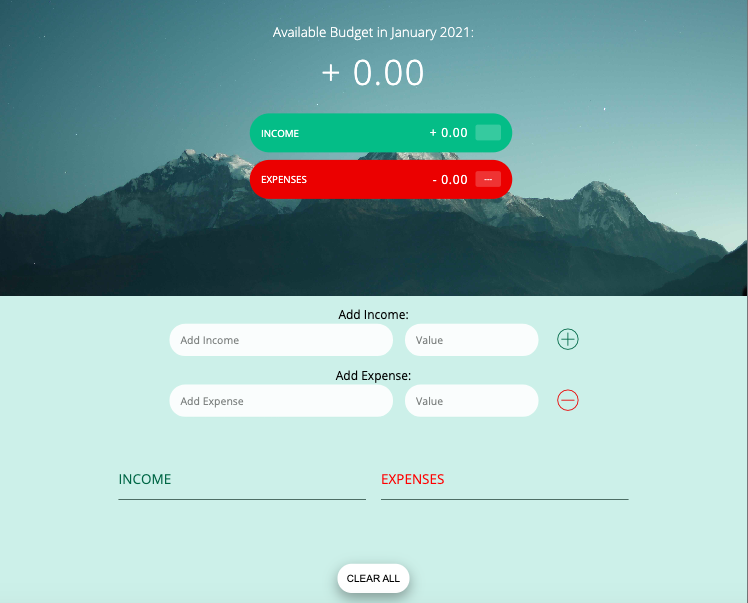 Available Budget in January 2021:
+ 0.00
INCOME + 0.00
EXPENSES - 0.00 ---
Add Income:
Add Income Value
Add Expense:
Add Expense Value
INCOME EXPENSES
CLEAR ALL